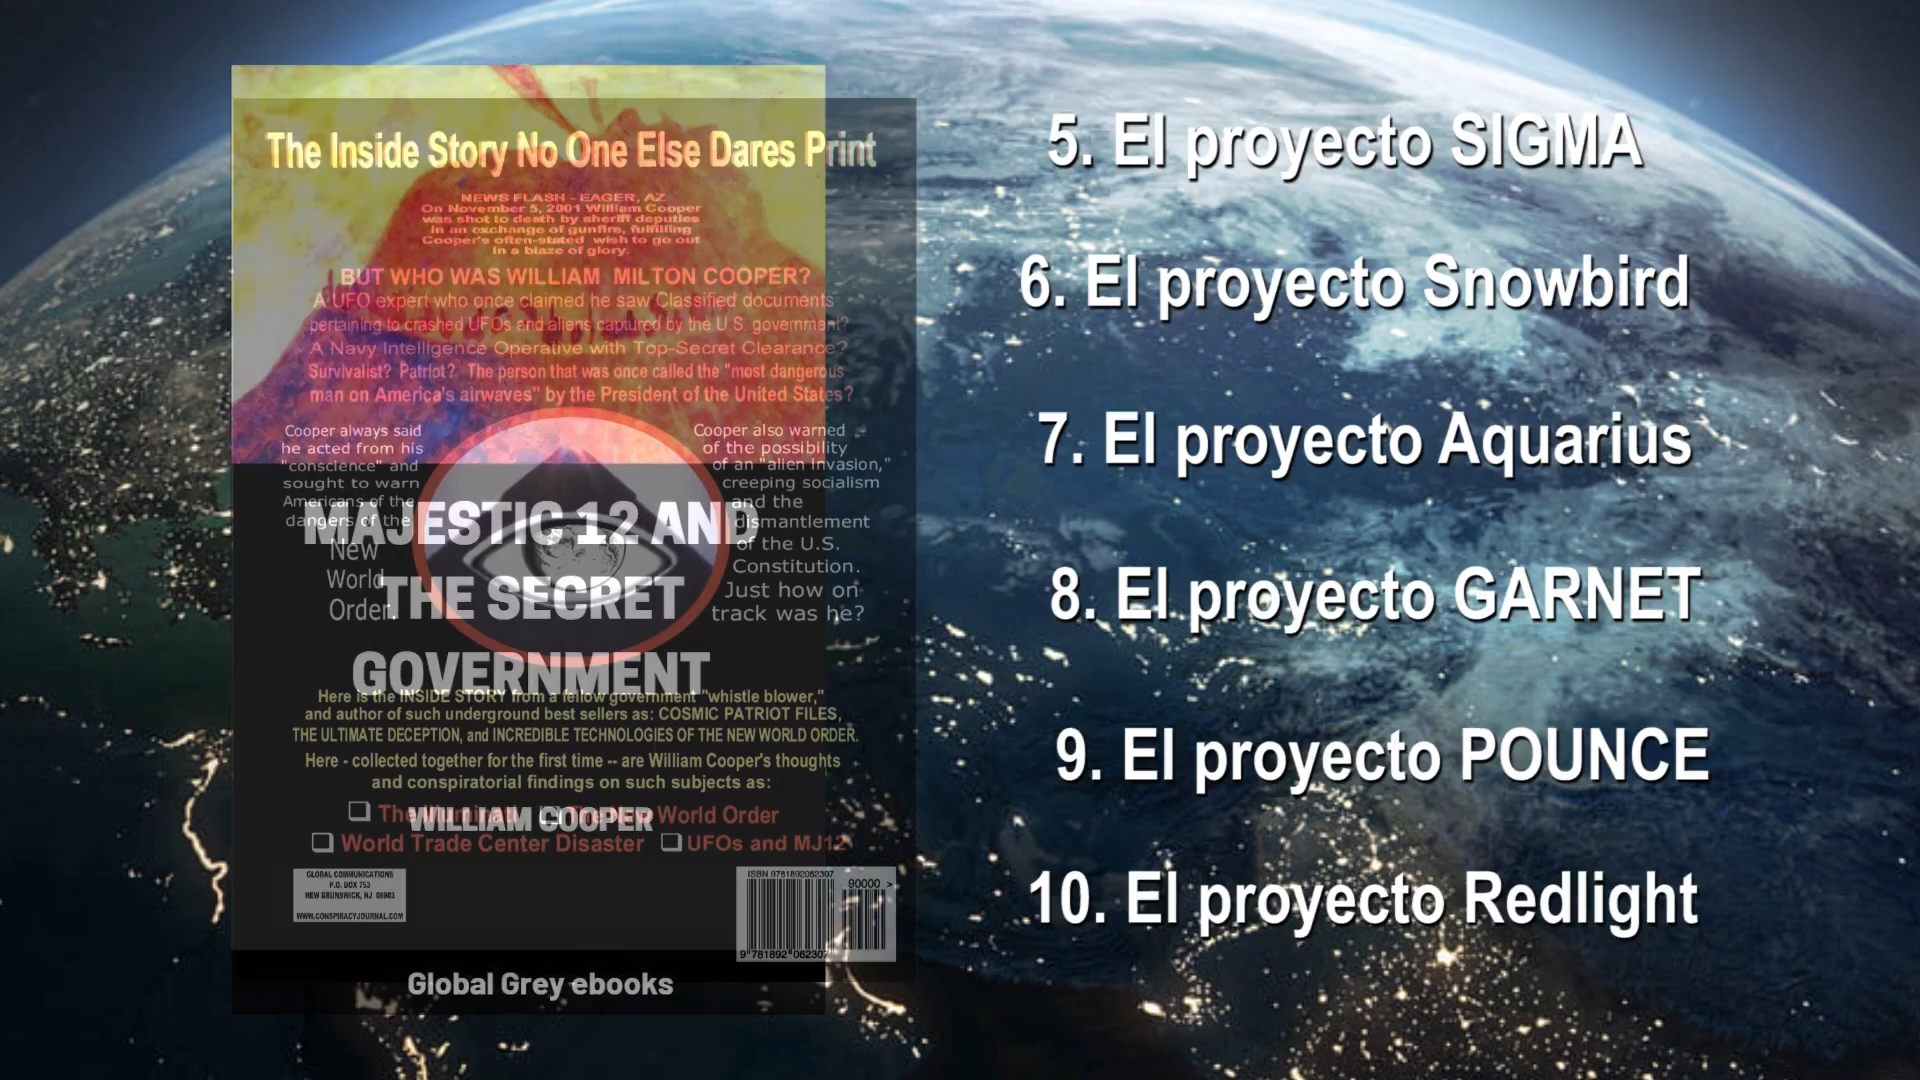 The Inside Story No One Else Dares Print
NEWS FLASH - EAGER, AZ
On November 5, 2001 William Cooper
was shot to death by sheriff deputies
in an exchange of gunfire, fulfilling
Cooper's often-stated wish to go out
in a blaze of glory.
BUT WHO WAS WILLIAM MILTON COOPER?
A UFO expert who once claimed he saw Classified documents
pertaining to crashed UFOs and aliens captured by the U.S. government?
A Navy Intelligence Operative with Top-Secret Clearance?
Survivalist? Patriot? The person that was once called the "most dangerous
man on America's airwaves" by the President of the United States?
Cooper always said
he acted from his
"conscience" and
sought to warn
Americans of the
dangers of the
New
World
Order.
Cooper also warned
of the possibility
of an "alien invasion,"
creeping socialism
and the
dismantlement
of the U.S.
Constitution.
Just how on
track was he?
MAJESTIC 12 AND
THE SECRET
GOVERNMENT
Here is the INSIDE STORY from a fellow government "whistle blower,"
and author of such underground best sellers as: COSMIC PATRIOT FILES,
THE ULTIMATE DECEPTION, and INCREDIBLE TECHNOLOGIES OF THE NEW WORLD ORDER.
Here - collected together for the first time -- are William Cooper's thoughts
and conspiratorial findings on such subjects as:
The Illuminati The New World Order
WILLIAM COOPER
World Trade Center Disaster UFOs and MJ12
GLOBAL COMMUNICATIONS
P.O. BOX 753
NEW BRUNSWICK, NJ 08903
WWW.CONSPIRACYJOURNAL.COM
ISBN 9781892062307
90000 >
9 781892 062307
Global Grey ebooks
5. El proyecto SIGMA
6. El proyecto Snowbird
7. El proyecto Aquarius
8. El proyecto GARNET
9. El proyecto POUNCE
10. El proyecto Redlight